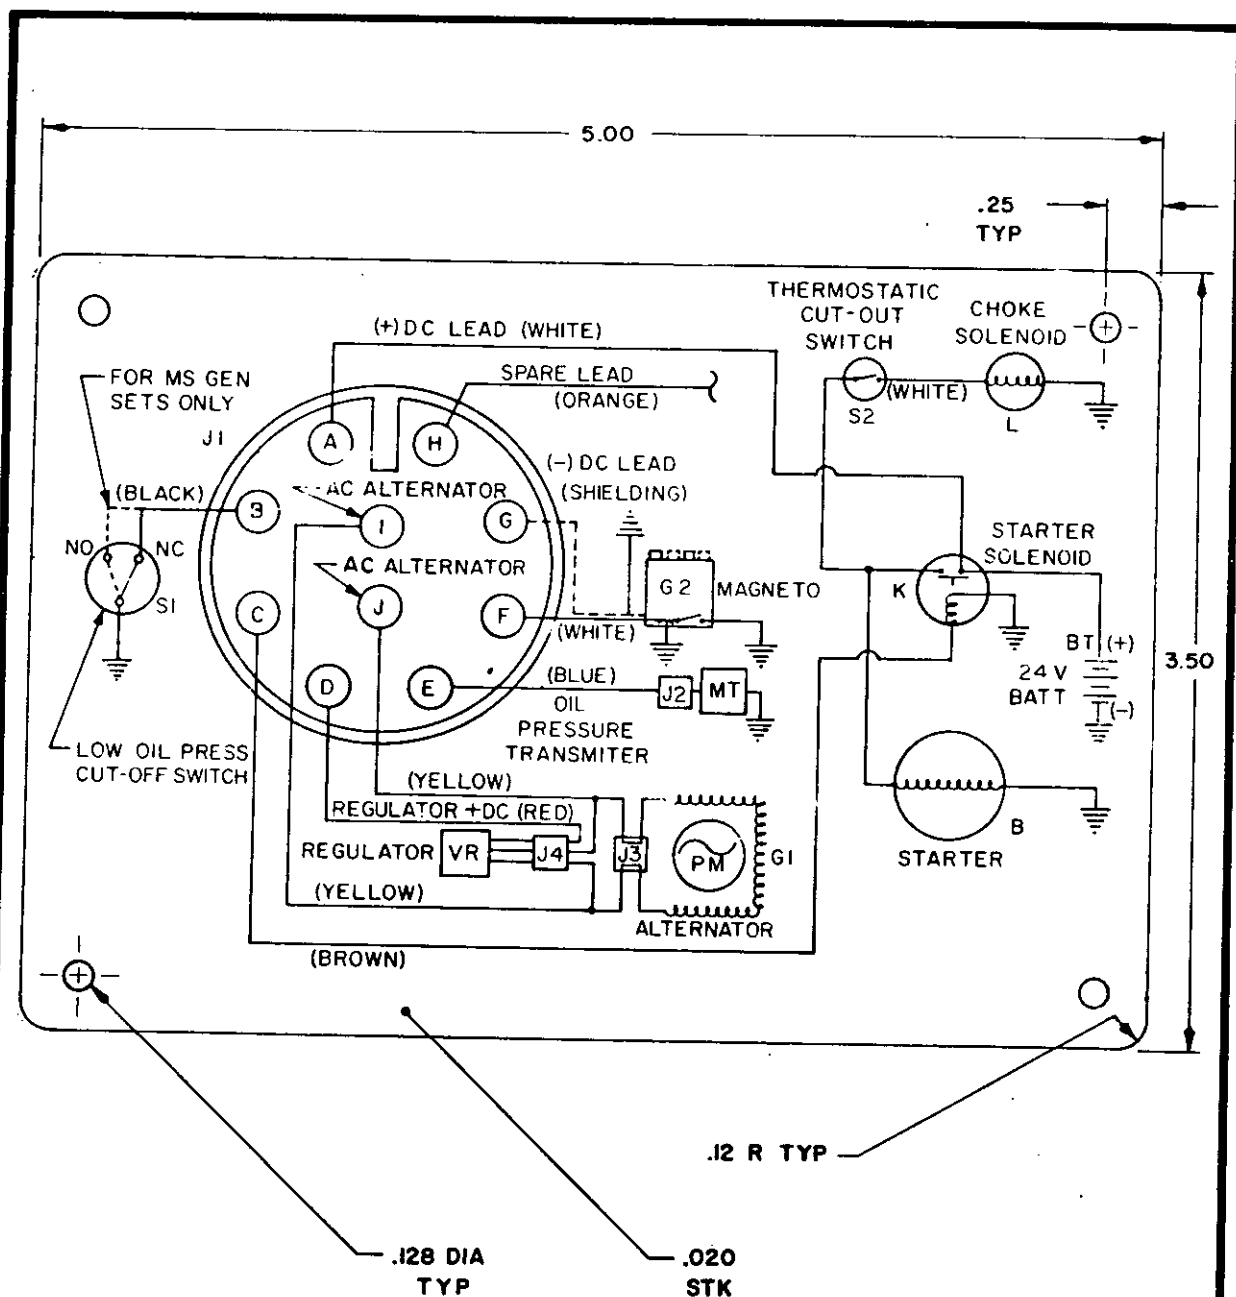 5.00
.25
TYP
THERMOSTATIC
CUT-OUT
SWITCH
CHOKE
SOLENOID
(+) DC LEAD (WHITE)
FOR MS GEN
SETS ONLY
SPARE LEAD
(ORANGE)
(WHITE)
S2
L
J1
A
H
(-) DC LEAD
(SHIELDING)
(BLACK)
AC ALTERNATOR
B
I
G
NO
NC
STARTER
SOLENOID
AC ALTERNATOR
G2
MAGNETO
K
S1
C
J
F
(WHITE)
BT (+)
24V
BATT
(-)
3.50
D
E
(BLUE)
J2
MT
OIL
PRESSURE
TRANSMITER
LOW OIL PRESS
CUT-OFF SWITCH
(YELLOW)
REGULATOR +DC (RED)
REGULATOR
VR
J4
J3
PM
G1
B
STARTER
(YELLOW)
ALTERNATOR
(BROWN)
.12 R TYP
.128 DIA
TYP
.020
STK